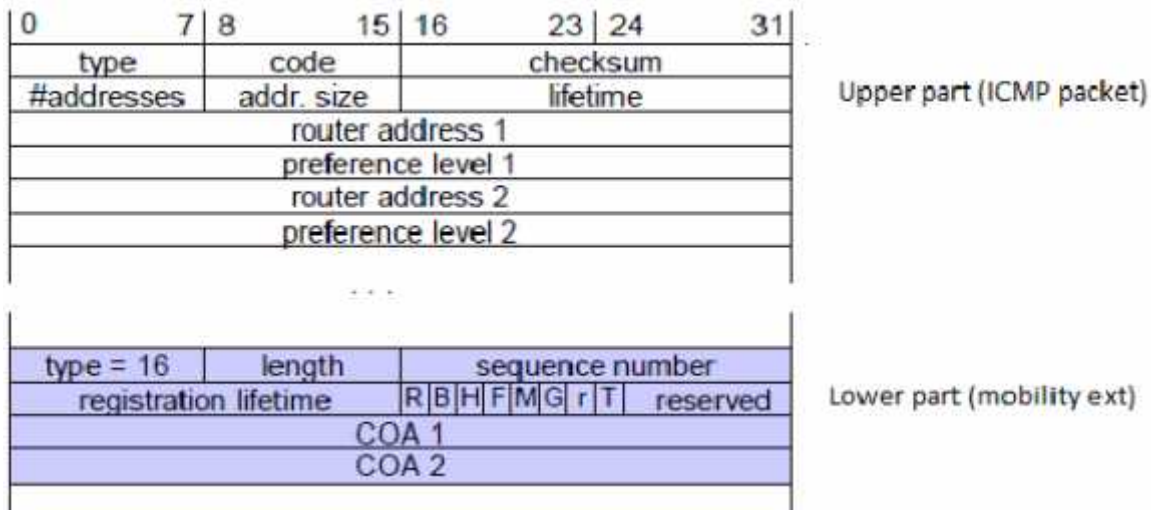 0 7 8 15 16 23 24 31
type code checksum
#addresses addr. size lifetime
Upper part (ICMP packet)
router address 1
preference level 1
router address 2
preference level 2
. . .
type = 16 length sequence number
registration lifetime R B H F M G r T reserved
Lower part (mobility ext)
COA 1
COA 2